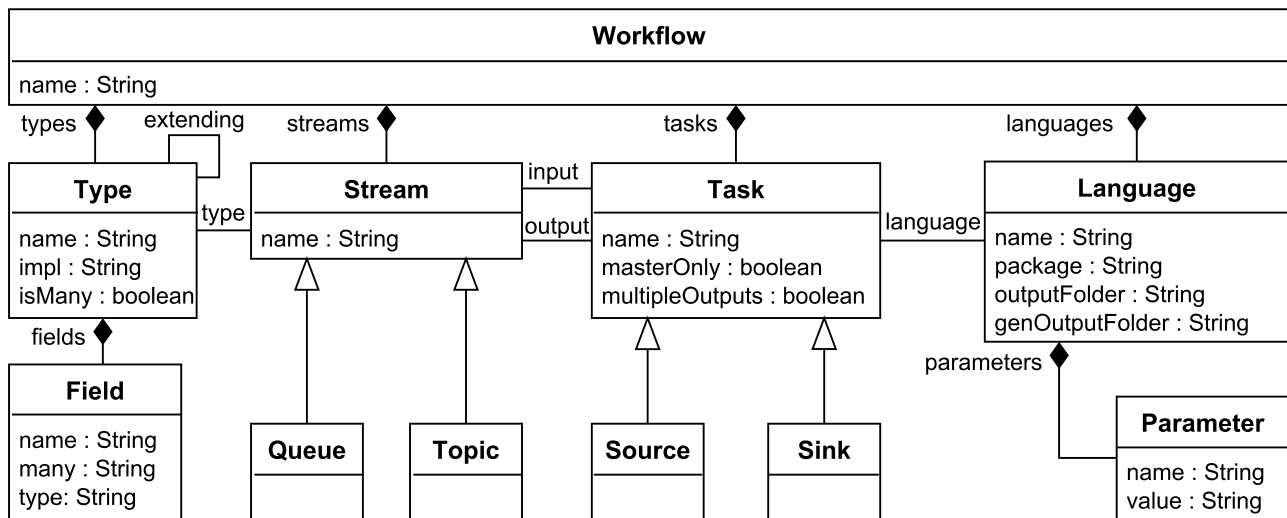 Workflow
name : String
types
extending
streams
tasks
languages
Type
name : String
impl : String
isMany : boolean
type
Stream
name : String
input
output
Task
name : String
masterOnly : boolean
multipleOutputs : boolean
language
Language
name : String
package : String
outputFolder : String
genOutputFolder : String
fields
parameters
Field
name : String
many : String
type: String
Queue
Topic
Source
Sink
Parameter
name : String
value : String